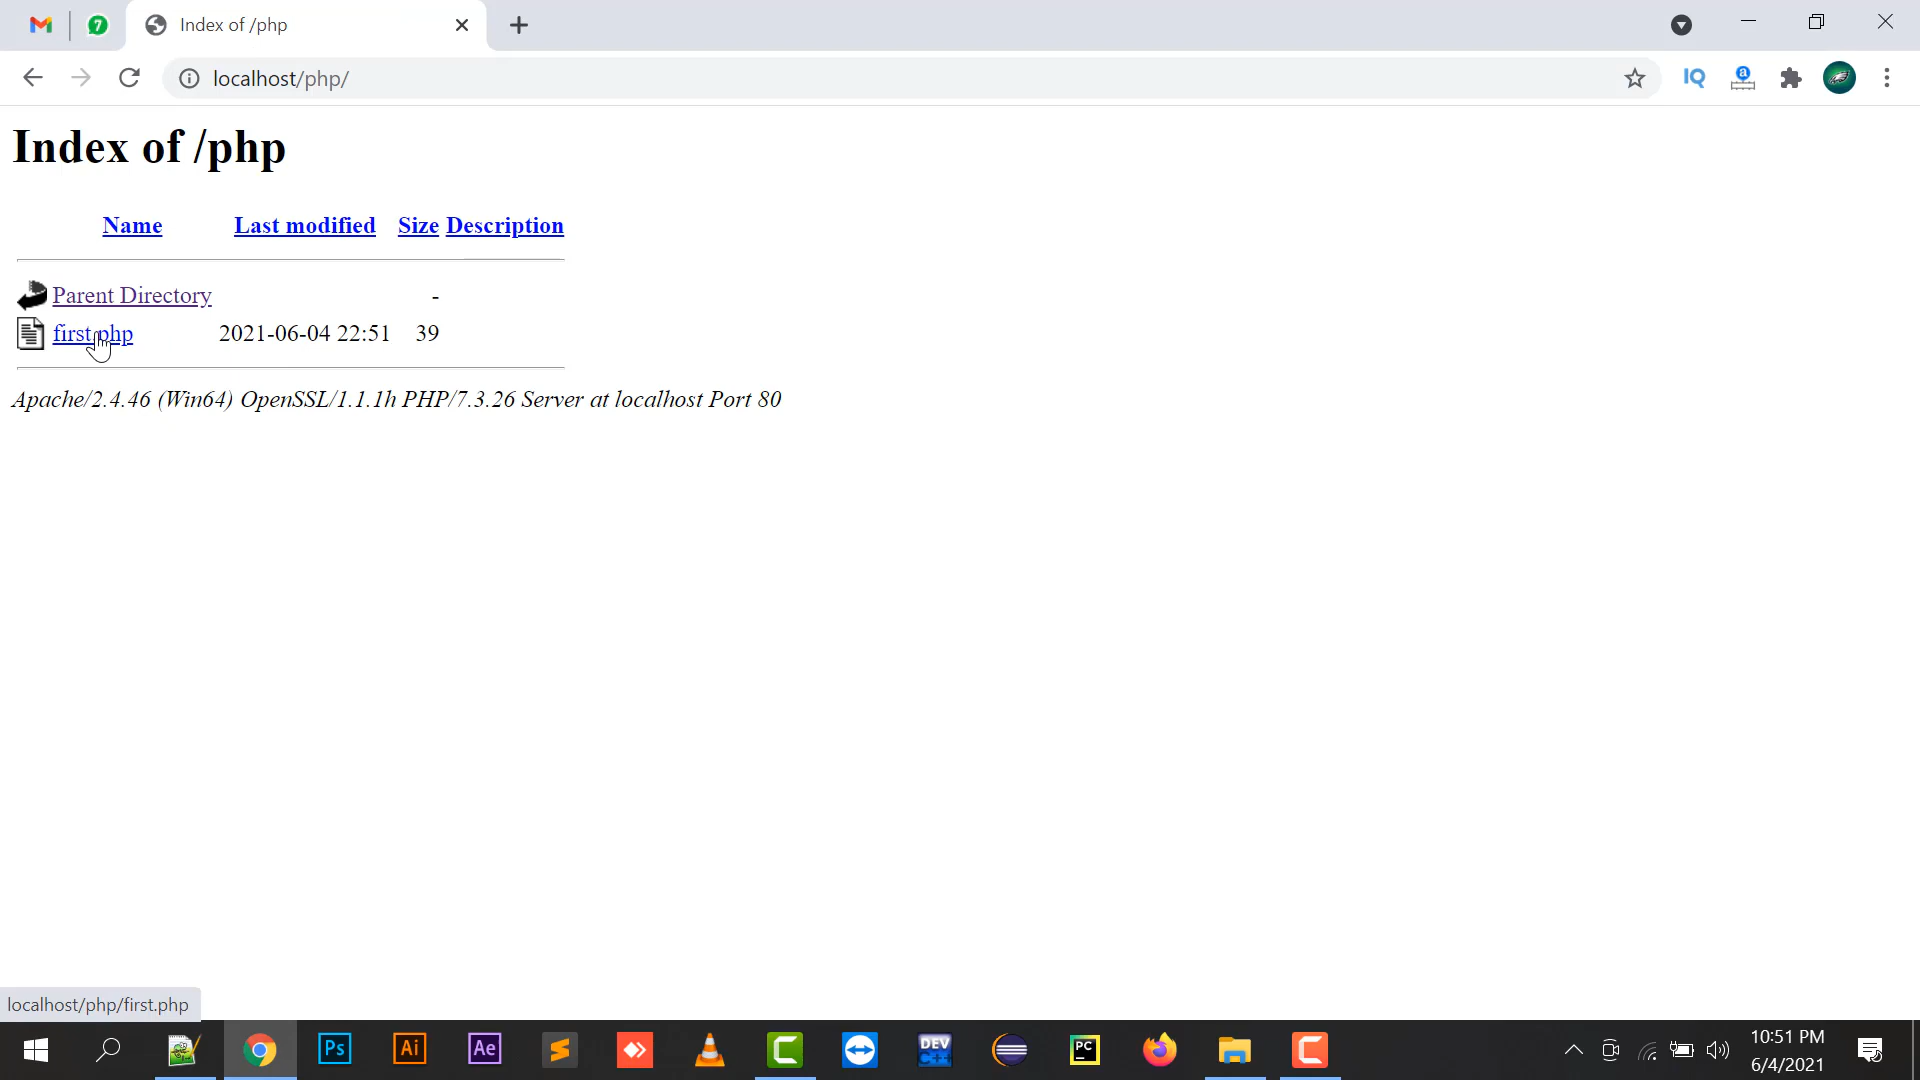 7
Index of /php
localhost/php/
IQ
a
Index of /php
Name Last modified Size Description
Parent Directory -
first.php 2021-06-04 22:51 39
Apache/2.4.46 (Win64) OpenSSL/1.1.1h PHP/7.3.26 Server at localhost Port 80
localhost/php/first.php
Ps
Ai
Ae
DEV
C++
PC
10:51 PM
6/4/2021